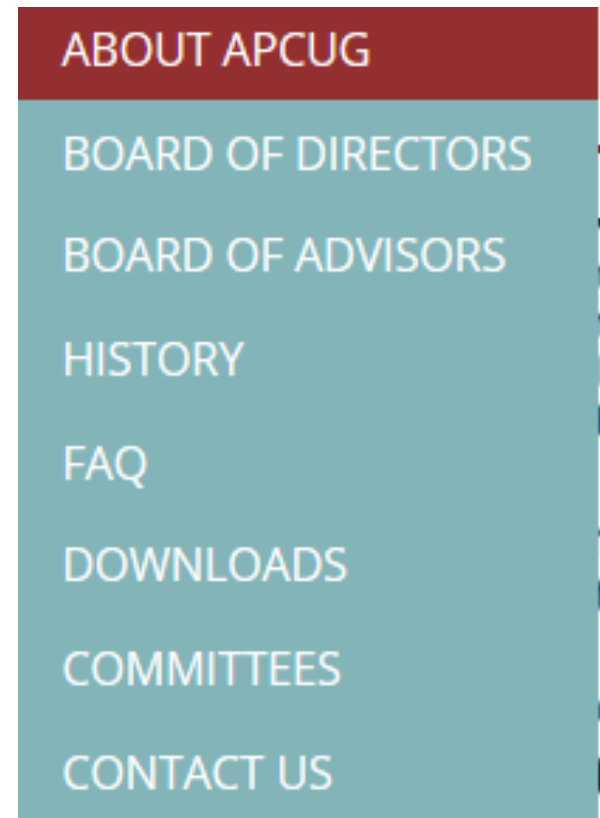 ABOUT APCUG
BOARD OF DIRECTORS
BOARD OF ADVISORS
HISTORY
FAQ
DOWNLOADS
COMMITTEES
CONTACT US